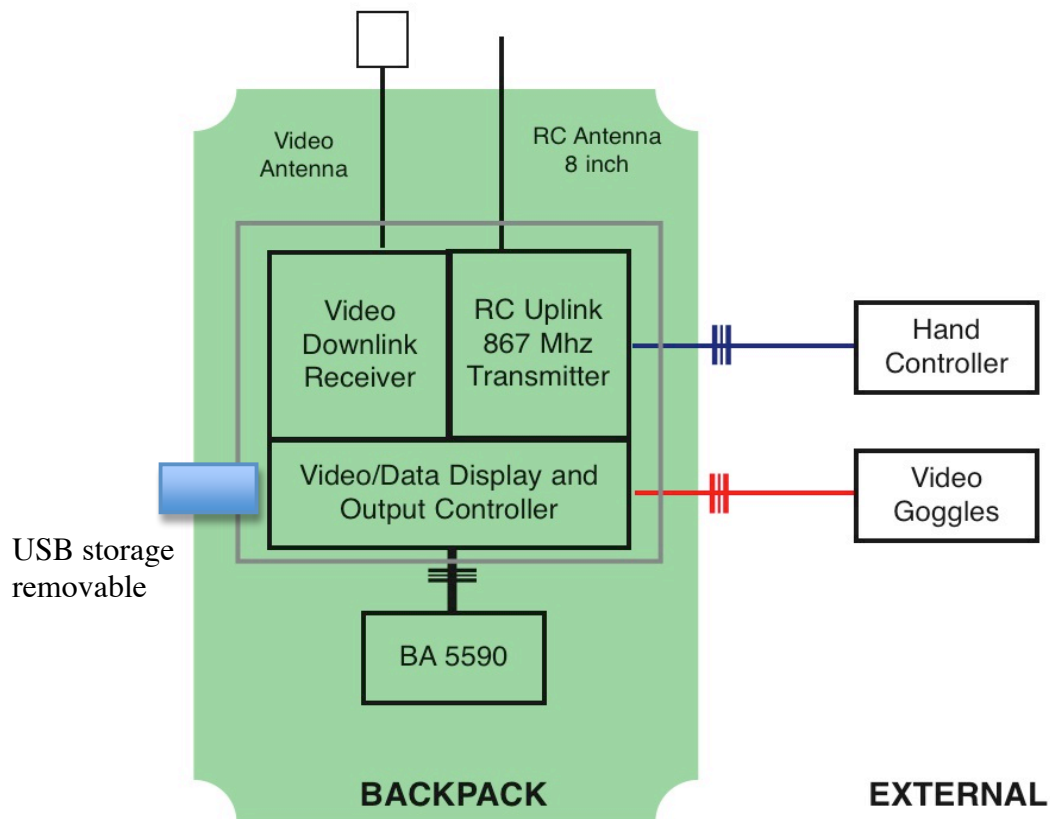 Video
Antenna
RC Antenna
8 inch
Video
Downlink
Receiver
RC Uplink
867 Mhz
Transmitter
Hand
Controller
Video/Data Display and
Output Controller
Video
Goggles
USB storage
removable
BA 5590
BACKPACK
EXTERNAL